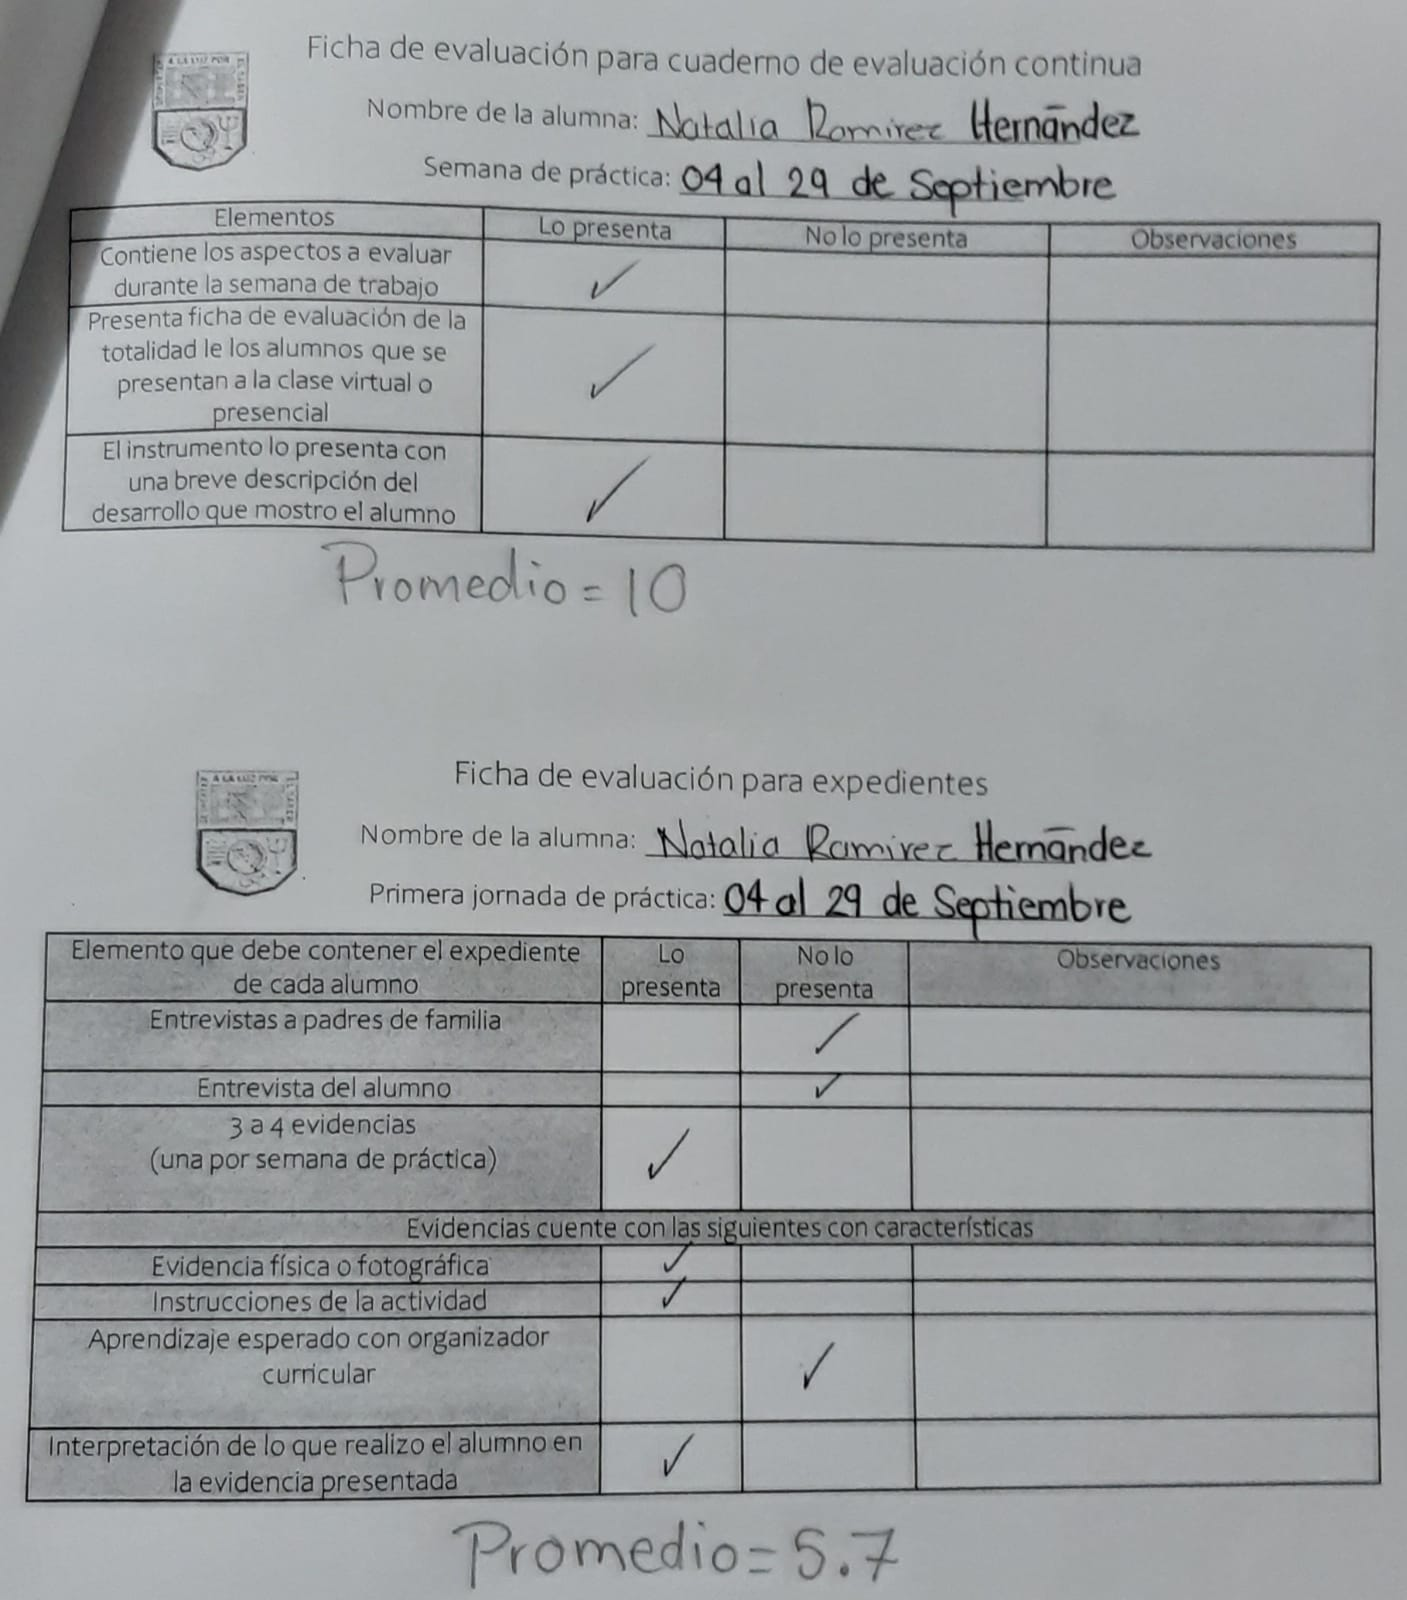 Ficha de evaluación para cuaderno de evaluación continua
A LA LUZ POR
Nombre de la alumna: Natalia Ramirez Hernández
Semana de práctica: 04 al 29 de Septiembre
Elementos Lo presenta No lo presenta Observaciones
Contiene los aspectos a evaluar
durante la semana de trabajo ✓
Presenta ficha de evaluación de la
totalidad le los alumnos que se
presentan a la clase virtual o ✓
presencial
El instrumento lo presenta con
una breve descripción del ✓
desarrollo que mostro el alumno
Promedio = 10
Ficha de evaluación para expedientes
A LA LUZ POR
Nombre de la alumna: Natalia Ramirez Hernández
Primera jornada de práctica: 04 al 29 de Septiembre
Elemento que debe contener el expediente Lo No lo Observaciones
de cada alumno presenta presenta
Entrevistas a padres de familia ✓
Entrevista del alumno ✓
3 a 4 evidencias
(una por semana de práctica) ✓
Evidencias cuente con las siguientes con características
Evidencia física o fotográfica ✓
Instrucciones de la actividad ✓
Aprendizaje esperado con organizador
curricular ✓
Interpretación de lo que realizo el alumno en ✓
la evidencia presentada
Promedio = 5.7